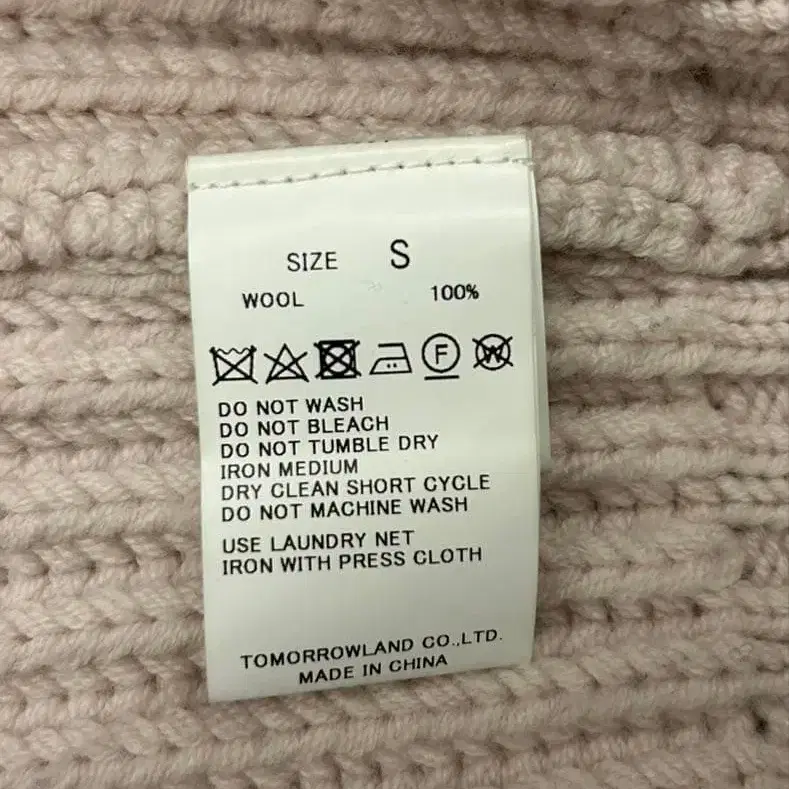 SIZE S
WOOL 100%
F W
DO NOT WASH
DO NOT BLEACH
DO NOT TUMBLE DRY
IRON MEDIUM
DRY CLEAN SHORT CYCLE
DO NOT MACHINE WASH
USE LAUNDRY NET
IRON WITH PRESS CLOTH
TOMORROWLAND CO.,LTD.
MADE IN CHINA